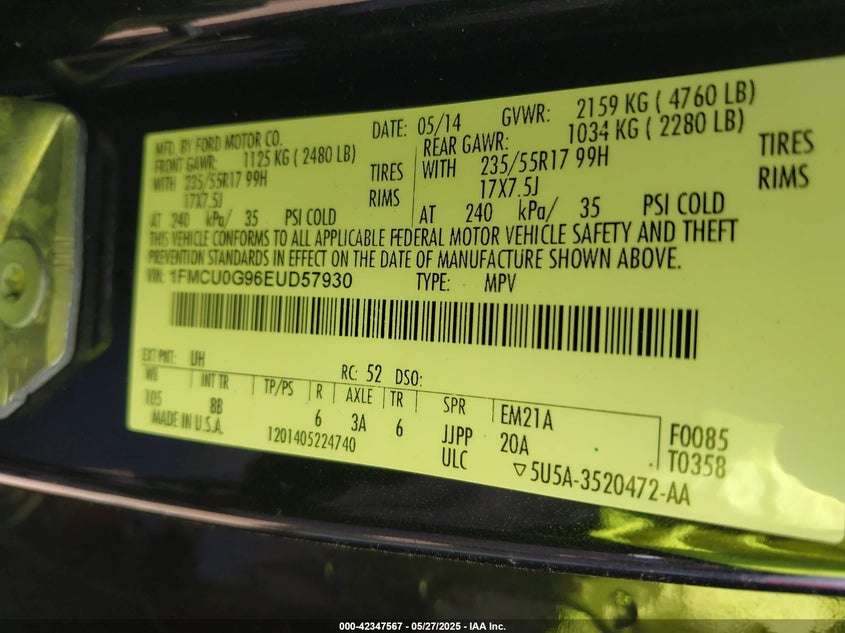 MFD. BY FORD MOTOR CO.
DATE: 05/14 GVWR: 2159 KG ( 4760 LB)
FRONT GAWR: 1125 KG ( 2480 LB)
REAR GAWR: 1034 KG ( 2280 LB)
WITH 235/55R17 99H TIRES
WITH 235/55R17 99H TIRES
17X7.5J RIMS
17X7.5J RIMS
AT 240 kPa/ 35 PSI COLD
AT 240 kPa/ 35 PSI COLD
THIS VEHICLE CONFORMS TO ALL APPLICABLE FEDERAL MOTOR VEHICLE SAFETY AND THEFT
PREVENTION STANDARDS IN EFFECT ON THE DATE OF MANUFACTURE SHOWN ABOVE.
VIN: 1FMCU0G96EUD57930 TYPE: MPV
EXT PNT: UH RC: 52 DSO:
WB INT TR TP/PS R AXLE TR SPR EM21A F0085
105 8B 6 3A 6 JJPP 20A T0358
MADE IN U.S.A. 1201405224740 ULC ▽5U5A-3520472-AA
000-42347567 - 05/27/2025 - IAA Inc.